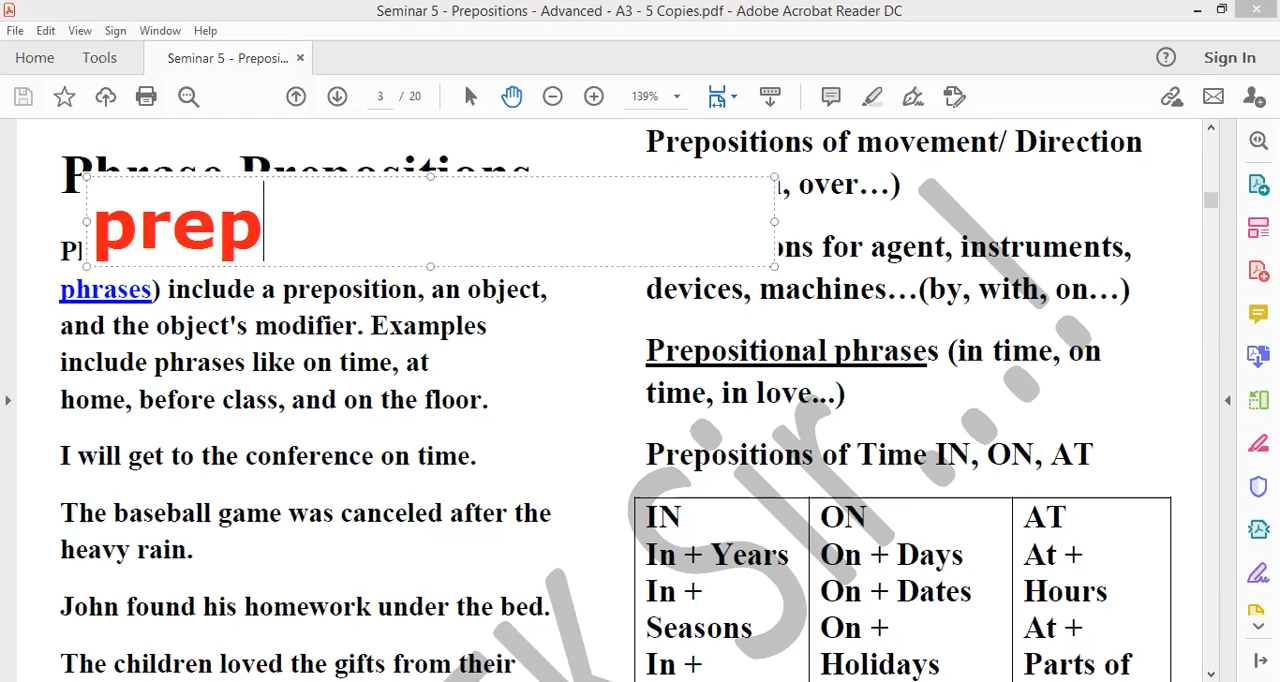 Seminar 5 - Prepositions - Advanced - A3 - 5 Copies.pdf - Adobe Acrobat Reader DC
File Edit View Sign Window Help
Home Tools Seminar 5 - Preposi... × Sign In
3 / 20 139%
Phrase Prepositions
prep
phrases) include a preposition, an object,
and the object's modifier. Examples
include phrases like on time, at
home, before class, and on the floor.
I will get to the conference on time.
The baseball game was canceled after the
heavy rain.
John found his homework under the bed.
The children loved the gifts from their
Prepositions of movement/ Direction
, over…)
ons for agent, instruments,
devices, machines…(by, with, on…)
Prepositional phrases (in time, on
time, in love...)
Prepositions of Time IN, ON, AT
IN ON AT
In + Years On + Days At +
In + On + Dates Hours
Seasons On + At +
In + Holidays Parts of
Sir...!